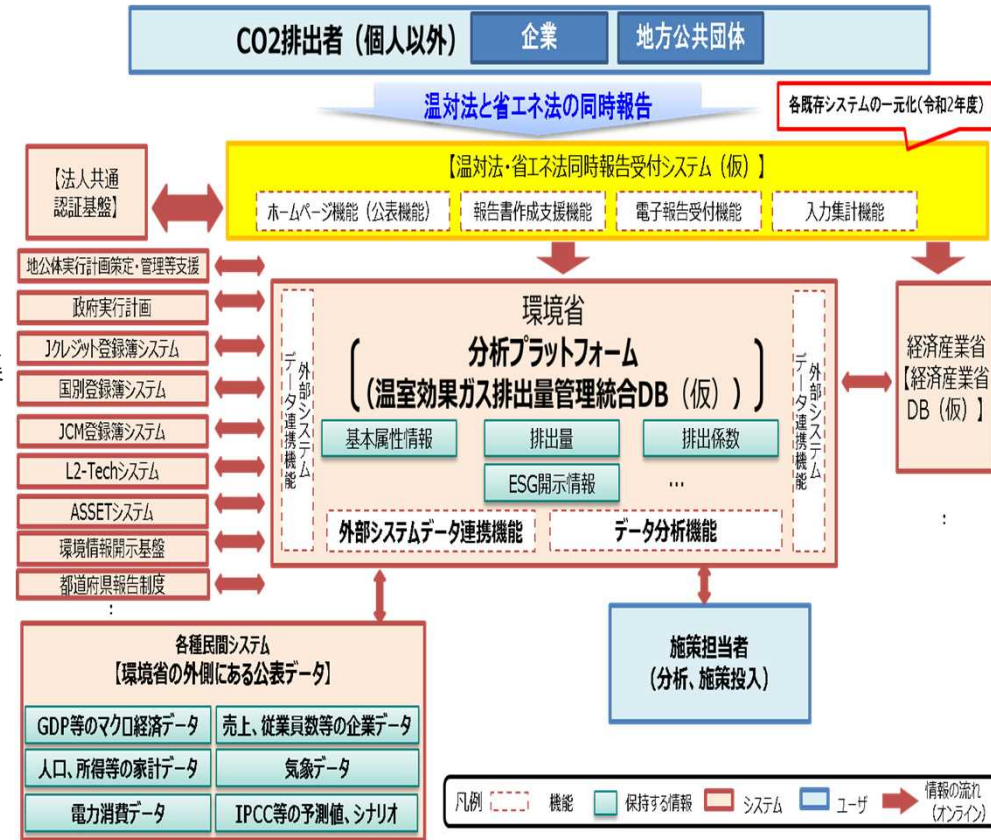 CO2排出者（個人以外）
企業
地方公共団体
温対法と省エネ法の同時報告
各既存システムの一元化（令和2年度）
【法人共通
認証基盤】
【温対法・省エネ法同時報告受付システム（仮）】
ホームページ機能（公表機能）
報告書作成支援機能
電子報告受付機能
入力集計機能
地公体実行計画策定・管理等支援
政府実行計画
Jクレジット登録簿システム
国別登録簿システム
JCM登録簿システム
L2-Techシステム
ASSETシステム
環境情報開示基盤
都道府県報告制度
：
外部システム
データ連携機能
環境省
分析プラットフォーム
（温室効果ガス排出量管理統合DB（仮））
基本属性情報
排出量
排出係数
ESG開示情報
…
外部システムデータ連携機能
データ分析機能
外部システム
データ連携機能
経済産業省
【経済産業省
DB（仮）】
：
各種民間システム
【環境省の外側にある公表データ】
GDP等のマクロ経済データ
売上、従業員数等の企業データ
人口、所得等の家計データ
気象データ
電力消費データ
IPCC等の予測値、シナリオ
施策担当者
（分析、施策投入）
凡例
機能
保持する情報
システム
ユーザ
情報の流れ
（オンライン）